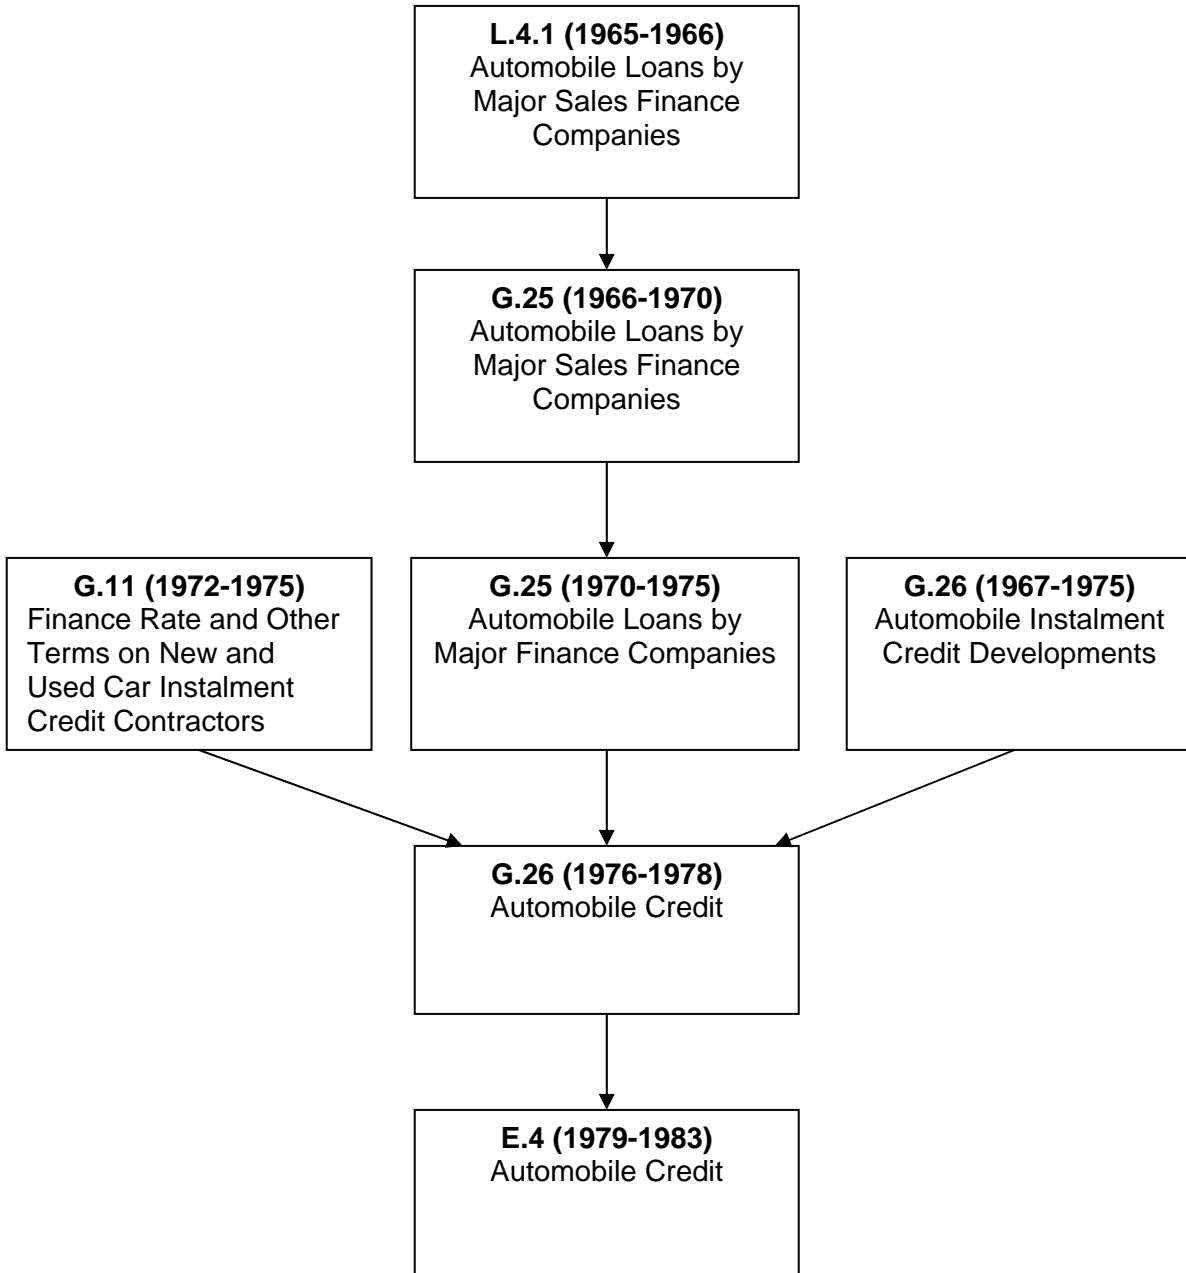 L.4.1 (1965-1966)
Automobile Loans by
Major Sales Finance
Companies
G.25 (1966-1970)
Automobile Loans by
Major Sales Finance
Companies
G.11 (1972-1975)
Finance Rate and Other
Terms on New and
Used Car Instalment
Credit Contractors
G.25 (1970-1975)
Automobile Loans by
Major Finance Companies
G.26 (1967-1975)
Automobile Instalment
Credit Developments
G.26 (1976-1978)
Automobile Credit
E.4 (1979-1983)
Automobile Credit